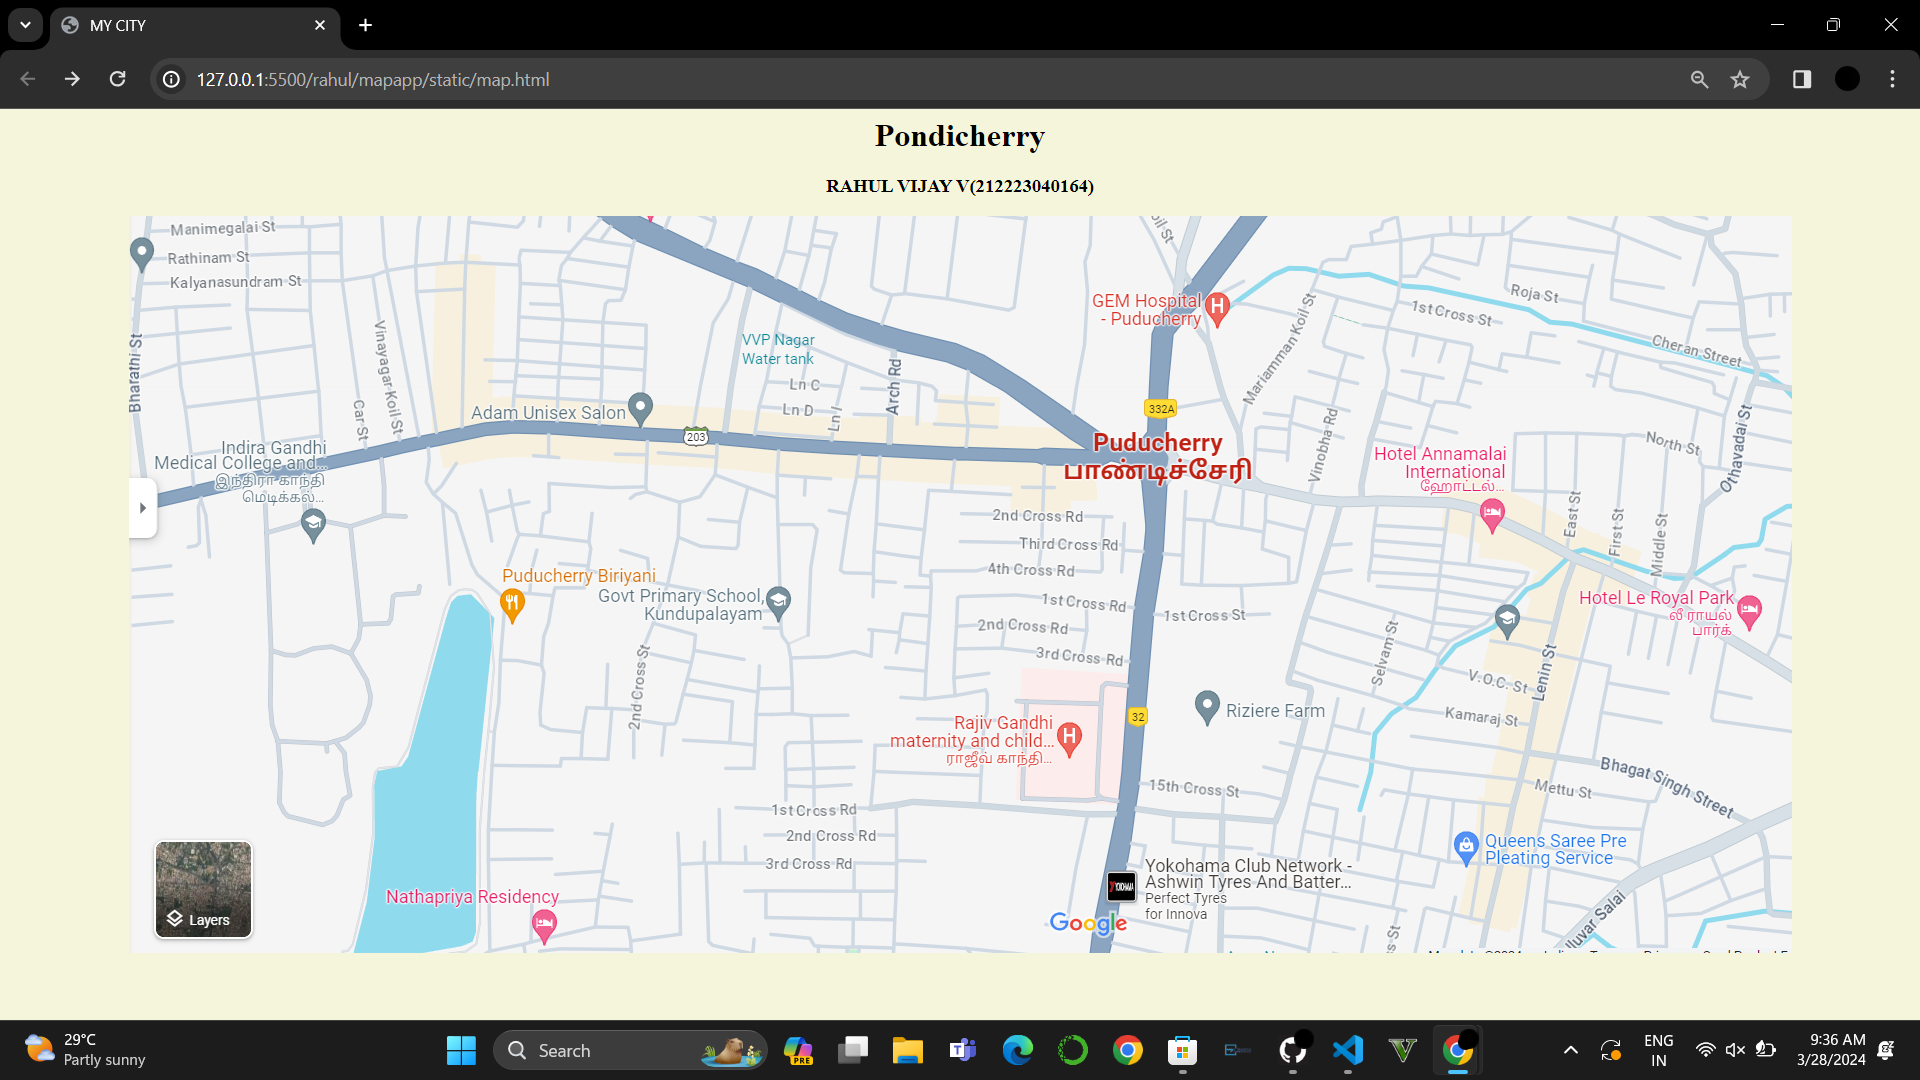 MY CITY
127.0.0.1:5500/rahul/mapapp/static/map.html
Pondicherry
RAHUL VIJAY V(212223040164)
Manimegalai St
Rathinam St
Kalyanasundram St
Bharathi St
Vinayagar Koil St
Car St
VVP Nagar
Water tank
Ln C
Ln D
Ln I
Arch Rd
Adam Unisex Salon
203
Indira Gandhi
Medical College and...
இந்திரா காந்தி
மெடிக்கல்...
GEM Hospital
- Puducherry
Mariamman Koil St
Roja St
1st Cross St
Cheran Street
332A
Puducherry
பாண்டிச்சேரி
Vinobha Rd
Hotel Annamalai
International
ஹோட்டல்...
North St
Othavadai St
East St
First St
Middle St
2nd Cross Rd
Third Cross Rd
4th Cross Rd
1st Cross Rd
2nd Cross Rd
3rd Cross Rd
1st Cross St
Puducherry Biriyani
Govt Primary School,
Kundupalayam
2nd Cross St
Hotel Le Royal Park
லீ ராயல்
பார்க்
Selvam St
Lenin St
V.O.C. St
Kamaraj St
Riziere Farm
32
Rajiv Gandhi
maternity and child...
ராஜீவ் காந்தி...
15th Cross St
Bhagat Singh Street
Mettu St
1st Cross Rd
2nd Cross Rd
3rd Cross Rd
Queens Saree Pre
Pleating Service
Yokohama Club Network -
Ashwin Tyres And Batter...
Perfect Tyres
for Innova
YOKOHAMA
Nathapriya Residency
Layers
Google
29°C
Partly sunny
Search
PRE
ENG
IN
9:36 AM
3/28/2024